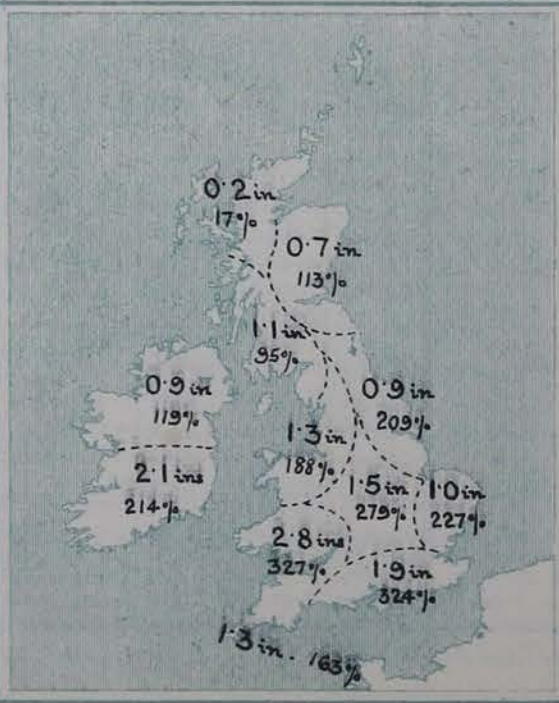 0·2 in
17%
0·7 in
113%
1·1 in
95%
0·9 in
119%
0·9 in
209%
1·3 in
188%
2·1 ins
214%
1·5 in
279%
1·0 in
227%
2·8 ins
327%
1·9 in
324%
1·3 in. 163%